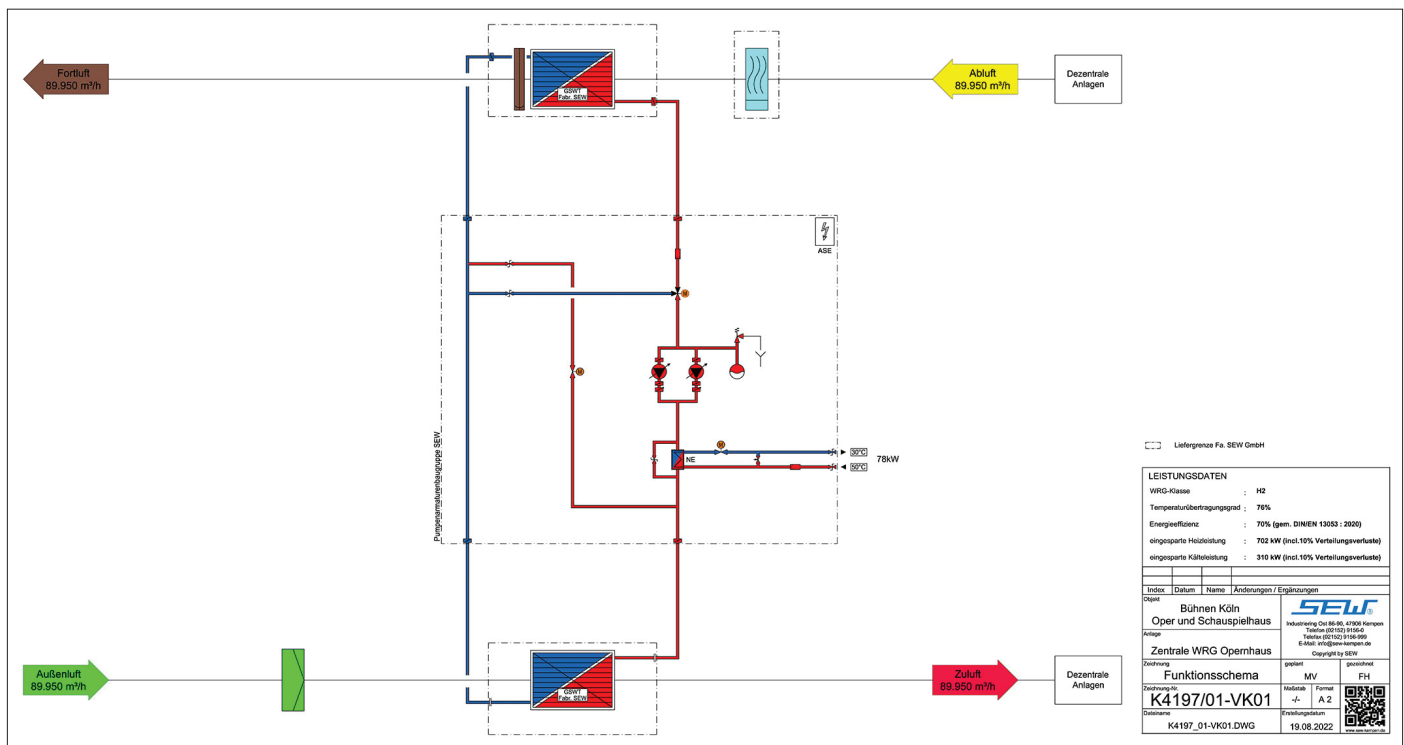 Fortluft
89.950 m³/h
GSWT
Fabr. SEW
Abluft
89.950 m³/h
Dezentrale
Anlagen
ASE
M
M
Pumpenarmaturenbaugruppe SEW
M
NE
30°C
50°C
78kW
Liefergrenze Fa. SEW GmbH
Außenluft
89.950 m³/h
GSWT
Fabr. SEW
Zuluft
89.950 m³/h
Dezentrale
Anlagen
LEISTUNGSDATEN
WRG-Klasse : H2
Temperaturübertragungsgrad : 76%
Energieeffizienz : 70% (gem. DIN/EN 13053 : 2020)
eingesparte Heizleistung : 702 kW (incl.10% Verteilungsverluste)
eingesparte Kälteleistung : 310 kW (incl.10% Verteilungsverluste)
Index Datum Name Änderungen / Ergänzungen
Objekt
Bühnen Köln
Oper und Schauspielhaus
SEW®
Industriering Ost 86-90, 47906 Kempen
Telefon (02152) 9156-0
Telefax (02152) 9156-999
E-Mail: info@sew-kempen.de
Copyright by SEW
Anlage
Zentrale WRG Opernhaus
Zeichnung
Funktionsschema
geplant
MV
gezeichnet
FH
Zeichnung-Nr.
K4197/01-VK01
Maßstab
-/-
Format
A 2
Dateiname
K4197_01-VK01.DWG
Erstellungsdatum
19.08.2022
www.sew-kempen.de